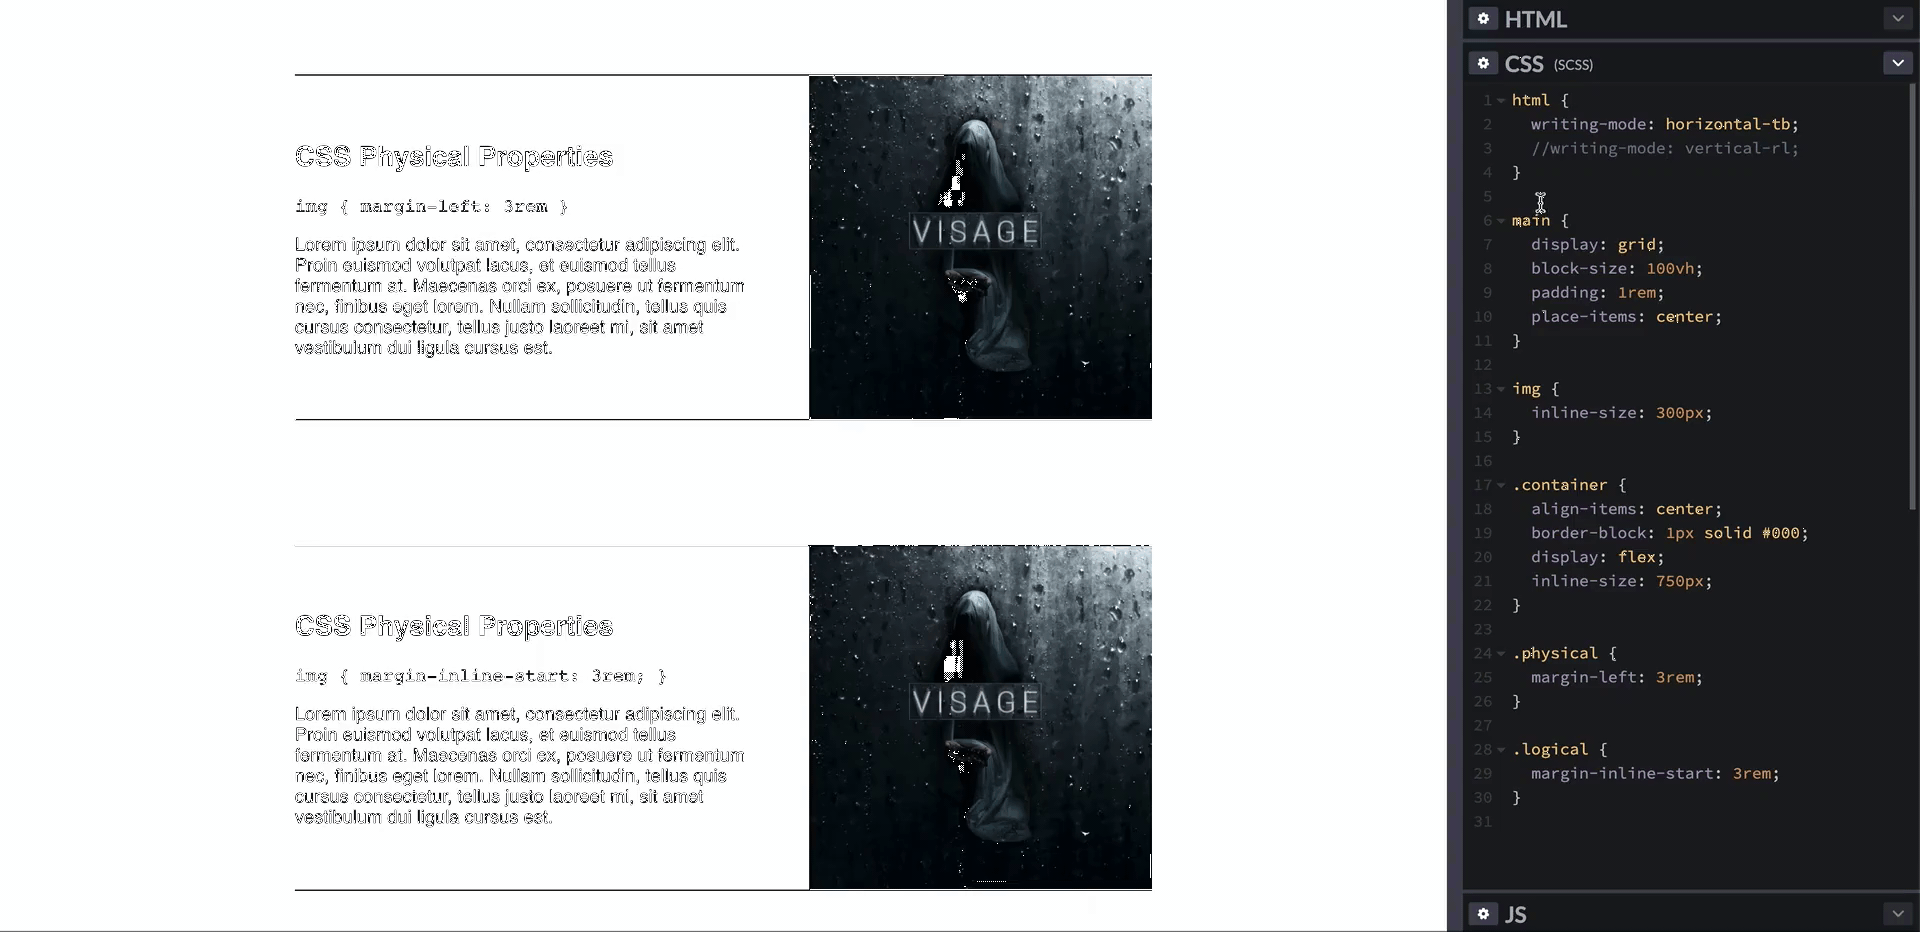 CSS Physical Properties
img { margin-left: 3rem }
Lorem ipsum dolor sit amet, consectetur adipiscing elit.
Proin euismod volutpat lacus, et euismod tellus
fermentum at. Maecenas orci ex, posuere ut fermentum
nec, finibus eget lorem. Nullam sollicitudin, tellus quis
cursus consectetur, tellus justo laoreet mi, sit amet
vestibulum dui ligula cursus est.
VISAGE
CSS Physical Properties
img { margin-inline-start: 3rem; }
Lorem ipsum dolor sit amet, consectetur adipiscing elit.
Proin euismod volutpat lacus, et euismod tellus
fermentum at. Maecenas orci ex, posuere ut fermentum
nec, finibus eget lorem. Nullam sollicitudin, tellus quis
cursus consectetur, tellus justo laoreet mi, sit amet
vestibulum dui ligula cursus est.
VISAGE
HTML
CSS (SCSS)
1 html {
2 writing-mode: horizontal-tb;
3 //writing-mode: vertical-rl;
4 }
5
6 main {
7 display: grid;
8 block-size: 100vh;
9 padding: 1rem;
10 place-items: center;
11 }
12
13 img {
14 inline-size: 300px;
15 }
16
17 .container {
18 align-items: center;
19 border-block: 1px solid #000;
20 display: flex;
21 inline-size: 750px;
22 }
23
24 .physical {
25 margin-left: 3rem;
26 }
27
28 .logical {
29 margin-inline-start: 3rem;
30 }
31
JS